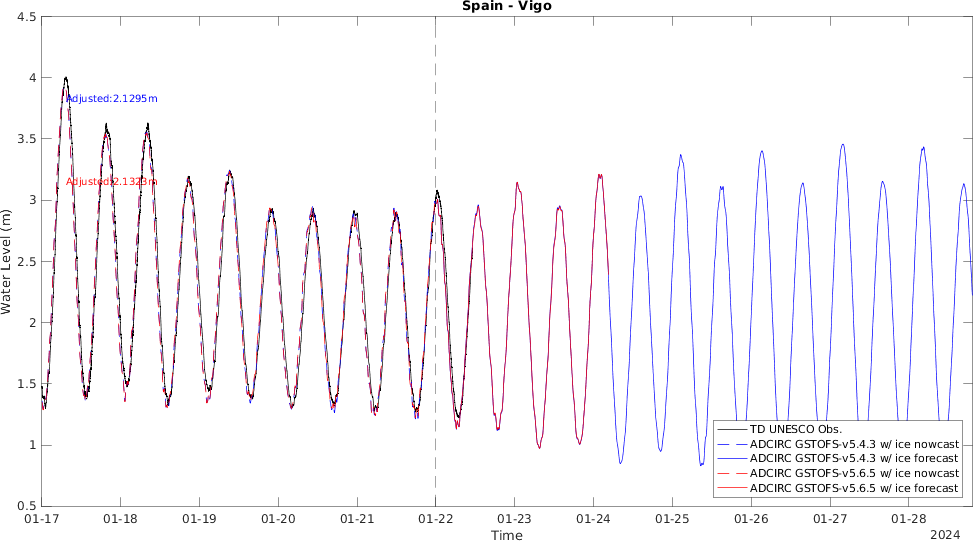 Spain - Vigo
4.5
4
3.5
3
2.5
2
1.5
1
0.5
Water Level (m)
Adjusted:2.1295m
Adjusted:2.1323m
TD UNESCO Obs.
ADCIRC GSTOFS-v5.4.3 w/ ice nowcast
ADCIRC GSTOFS-v5.4.3 w/ ice forecast
ADCIRC GSTOFS-v5.6.5 w/ ice nowcast
ADCIRC GSTOFS-v5.6.5 w/ ice forecast
01-17 01-18 01-19 01-20 01-21 01-22 01-23 01-24 01-25 01-26 01-27 01-28
Time
2024